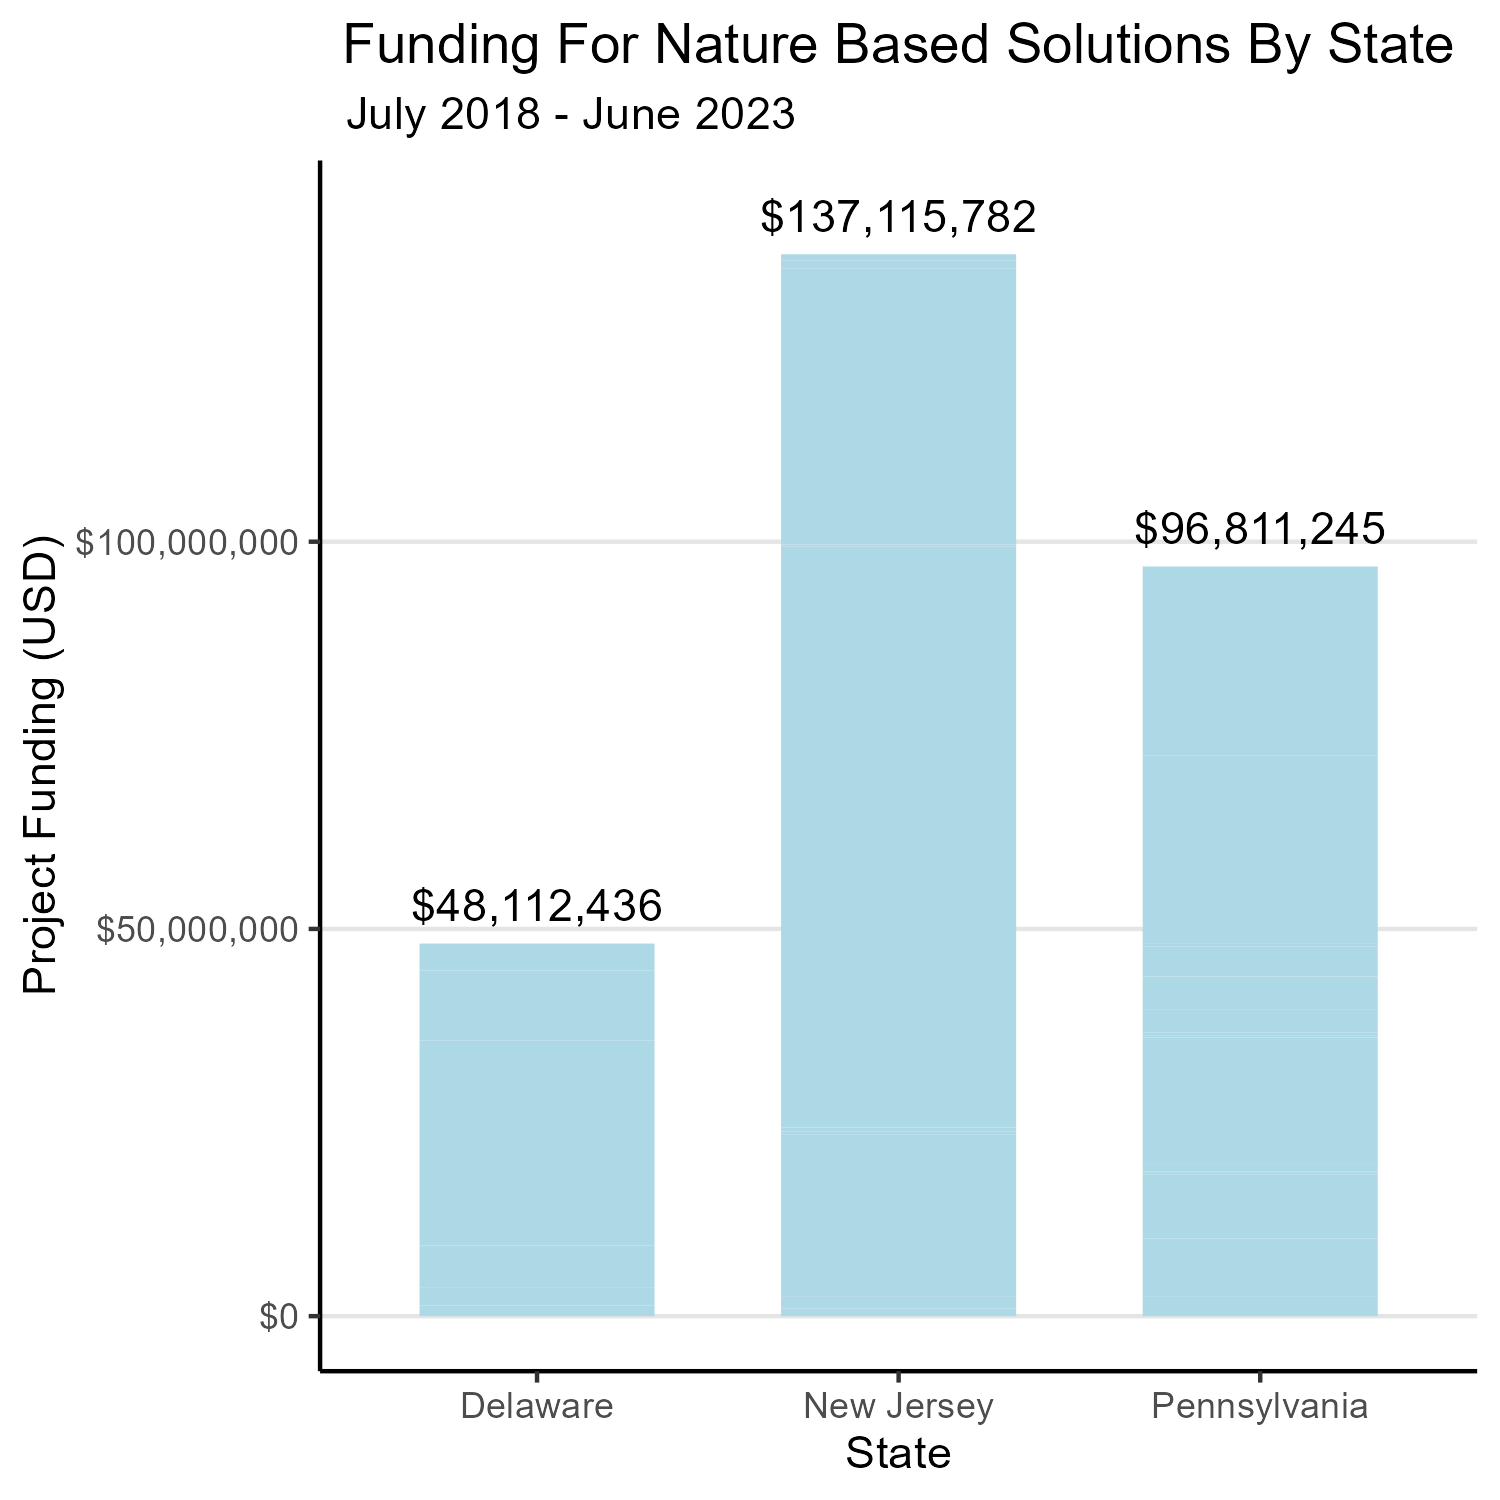 Funding For Nature Based Solutions By State
July 2018 - June 2023
Project Funding (USD)
$100,000,000
$50,000,000
$0
$48,112,436
$137,115,782
$96,811,245
Delaware
New Jersey
Pennsylvania
State